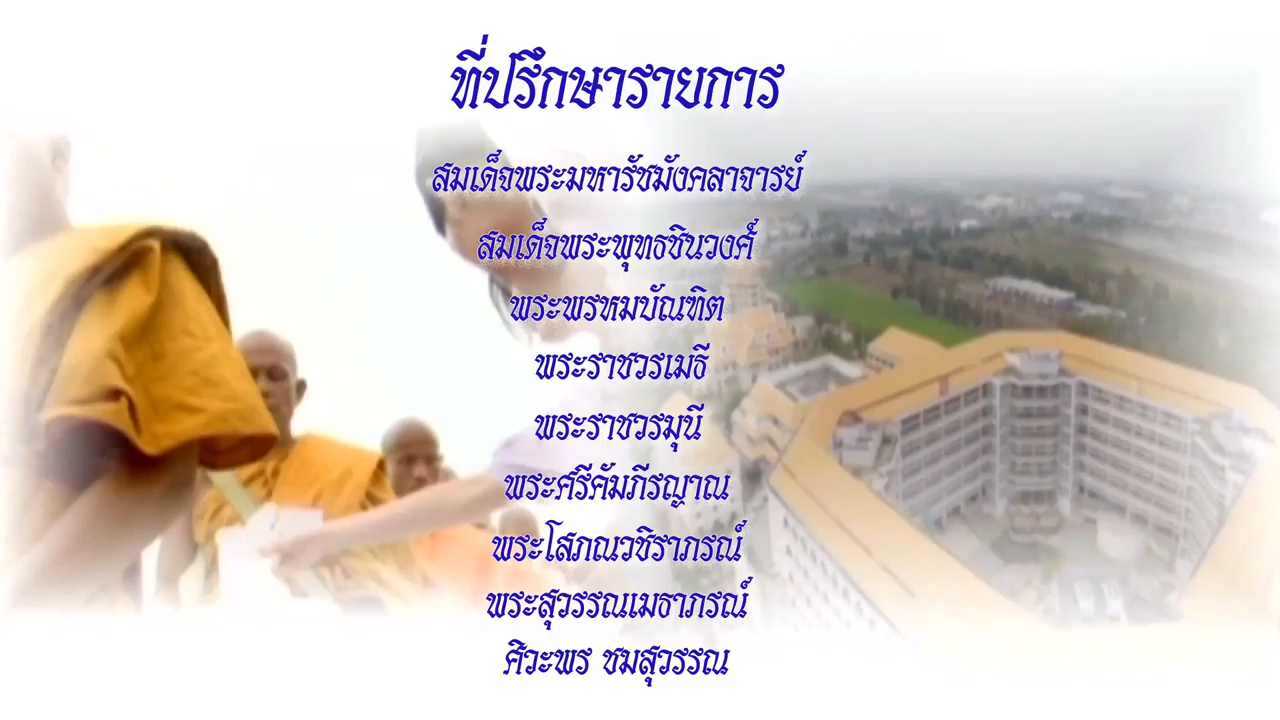 ที่ปรึกษารายการ
สมเด็จพระมหารัชมังคลาจารย์
สมเด็จพระพุทธชินวงศ์
พระพรหมบัณฑิต
พระราชวรเมธี
พระราชวรมุนี
พระศรีคัมภีรญาณ
พระโสภณวชิราภรณ์
พระสุวรรณเมธาภรณ์
ศิวะพร ชมสุวรรณ